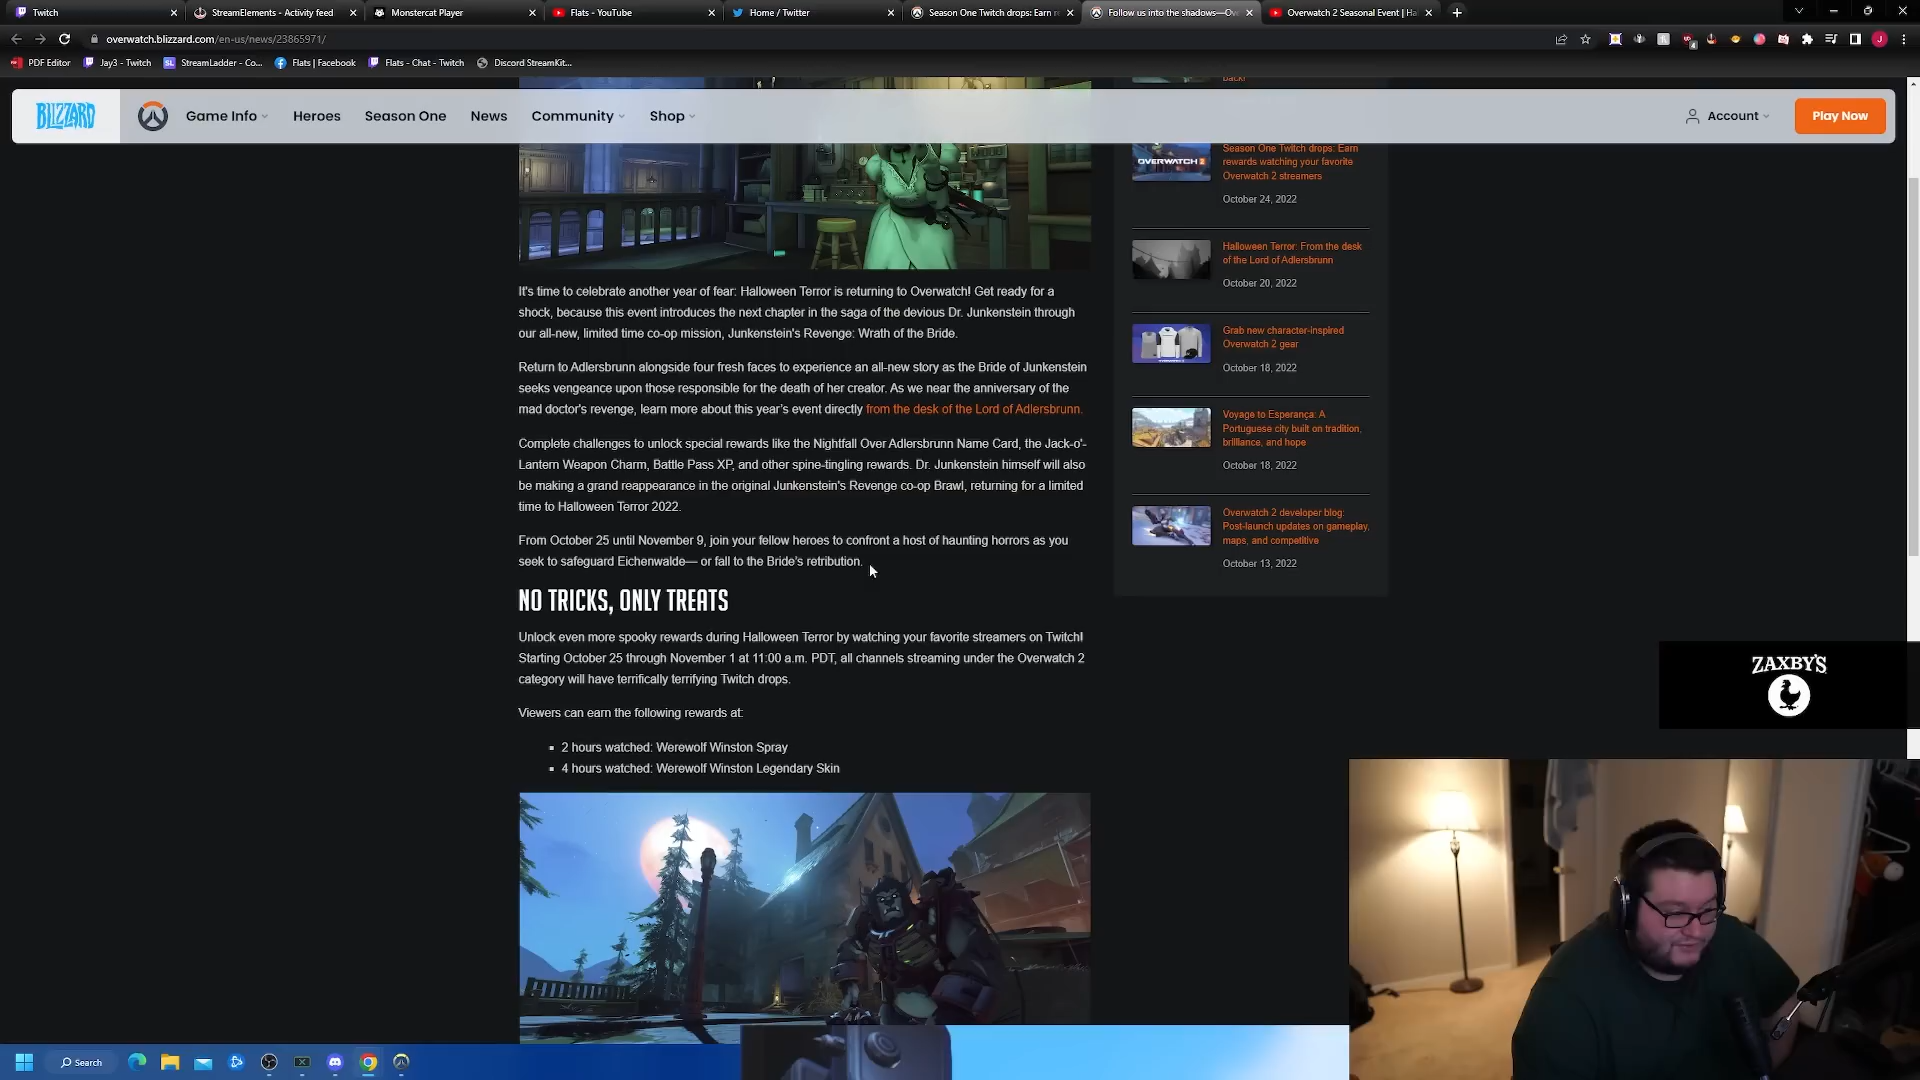 Twitch
StreamElements - Activity feed
Monstercat Player
Flats - YouTube
Home / Twitter
Season One Twitch drops: Earn re
Follow us into the shadows—Ov
Overwatch 2 Seasonal Event | Ha
overwatch.blizzard.com/en-us/news/23865971/
PDF Editor
Jay3 - Twitch
StreamLadder - Co...
Flats | Facebook
Flats - Chat - Twitch
Discord StreamKit...
back!
BLIZZARD
Game Info
Heroes
Season One
News
Community
Shop
Account
Play Now
It's time to celebrate another year of fear: Halloween Terror is returning to Overwatch! Get ready for a
shock, because this event introduces the next chapter in the saga of the devious Dr. Junkenstein through
our all-new, limited time co-op mission, Junkenstein's Revenge: Wrath of the Bride.
Return to Adlersbrunn alongside four fresh faces to experience an all-new story as the Bride of Junkenstein
seeks vengeance upon those responsible for the death of her creator. As we near the anniversary of the
mad doctor's revenge, learn more about this year's event directly from the desk of the Lord of Adlersbrunn.
Complete challenges to unlock special rewards like the Nightfall Over Adlersbrunn Name Card, the Jack-o'-
Lantern Weapon Charm, Battle Pass XP, and other spine-tingling rewards. Dr. Junkenstein himself will also
be making a grand reappearance in the original Junkenstein's Revenge co-op Brawl, returning for a limited
time to Halloween Terror 2022.
From October 25 until November 9, join your fellow heroes to confront a host of haunting horrors as you
seek to safeguard Eichenwalde— or fall to the Bride's retribution.
NO TRICKS, ONLY TREATS
Unlock even more spooky rewards during Halloween Terror by watching your favorite streamers on Twitch!
Starting October 25 through November 1 at 11:00 a.m. PDT, all channels streaming under the Overwatch 2
category will have terrifically terrifying Twitch drops.
Viewers can earn the following rewards at:
▪ 2 hours watched: Werewolf Winston Spray
▪ 4 hours watched: Werewolf Winston Legendary Skin
OVERWATCH 2
Season One Twitch drops: Earn
rewards watching your favorite
Overwatch 2 streamers
October 24, 2022
Halloween Terror: From the desk
of the Lord of Adlersbrunn
October 20, 2022
Grab new character-inspired
Overwatch 2 gear
October 18, 2022
Voyage to Esperança: A
Portuguese city built on tradition,
brilliance, and hope
October 18, 2022
Overwatch 2 developer blog:
Post-launch updates on gameplay,
maps, and competitive
October 13, 2022
ZAXBY'S
Search